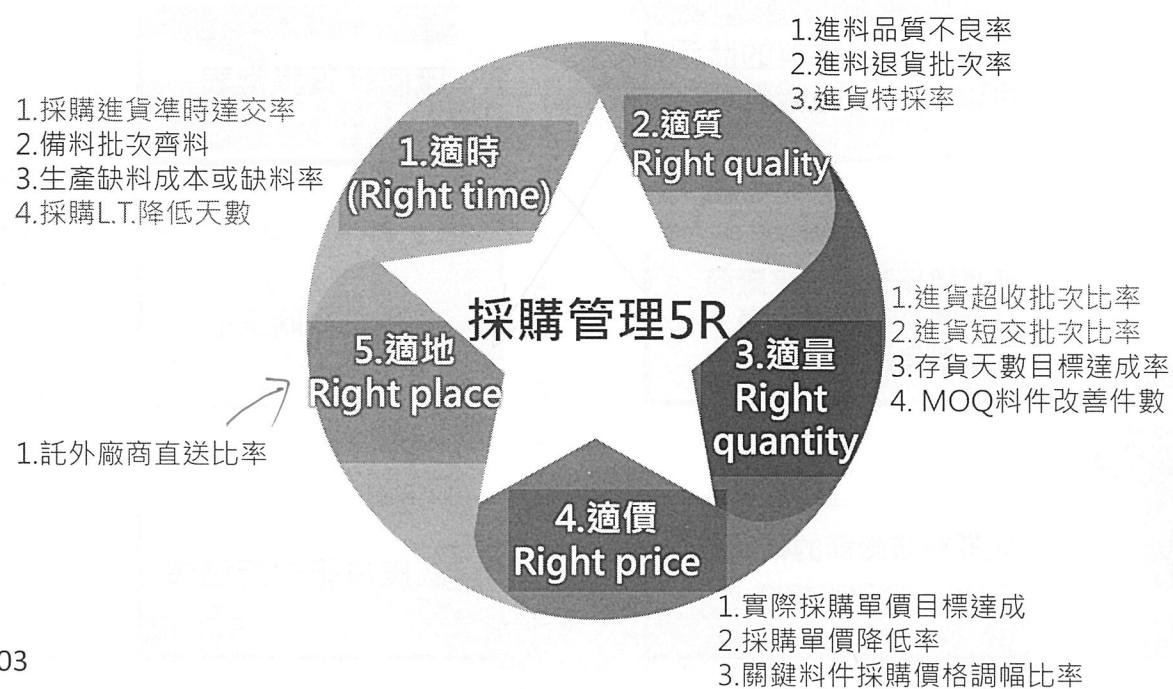 1.採購進貨準時達交率
2.備料批次齊料
3.生產缺料成本或缺料率
4.採購L.T.降低天數
1.適時
(Right time)
1.進料品質不良率
2.進料退貨批次率
3.進貨特採率
2.適質
Right quality
採購管理5R
1.進貨超收批次比率
2.進貨短交批次比率
3.存貨天數目標達成率
4. MOQ料件改善件數
3.適量
Right
quantity
5.適地
Right place
1.託外廠商直送比率
4.適價
Right price
1.實際採購單價目標達成
2.採購單價降低率
3.關鍵料件採購價格調幅比率
03